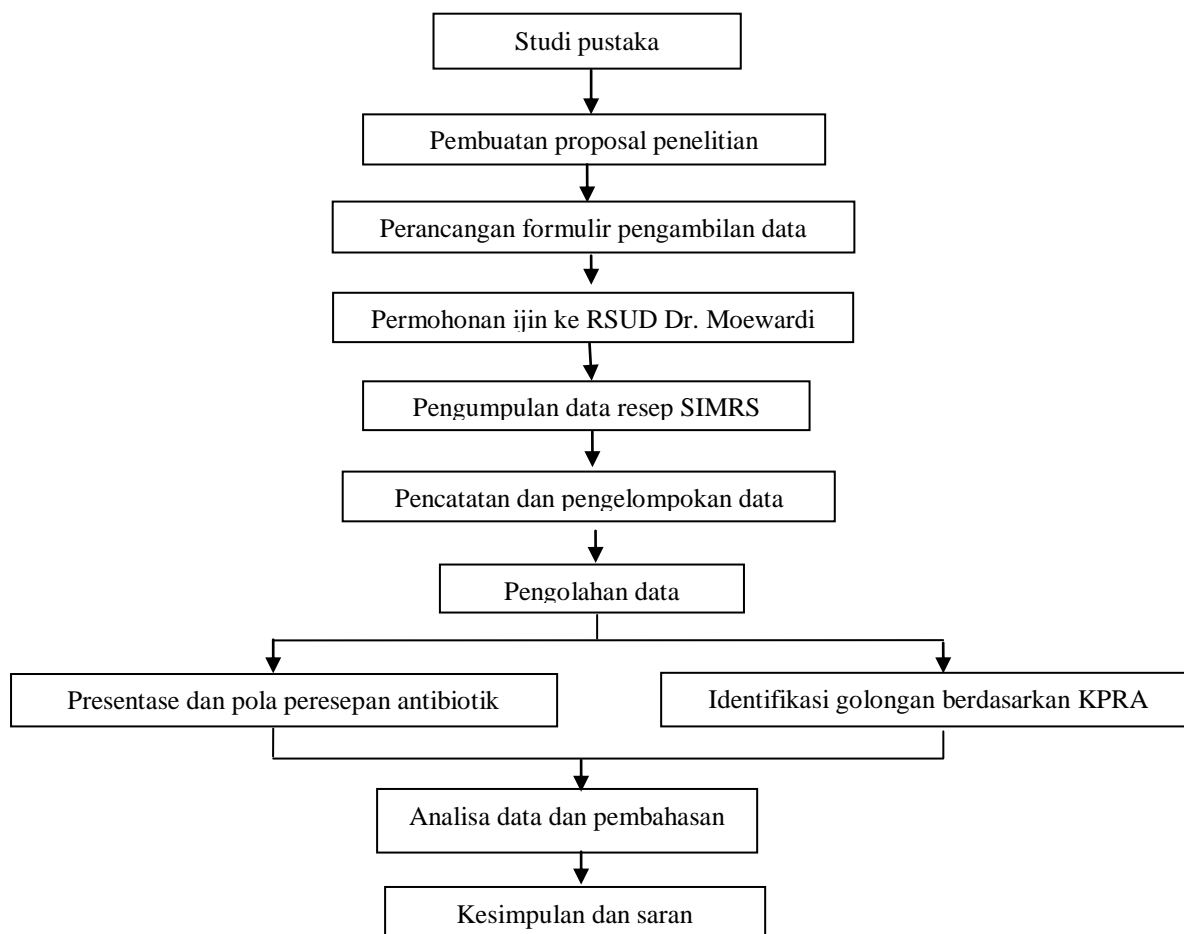 Studi pustaka
Pembuatan proposal penelitian
Perancangan formulir pengambilan data
Permohonan ijin ke RSUD Dr. Moewardi
Pengumpulan data resep SIMRS
Pencatatan dan pengelompokan data
Pengolahan data
Presentase dan pola peresepan antibiotik
Identifikasi golongan berdasarkan KPRA
Analisa data dan pembahasan
Kesimpulan dan saran